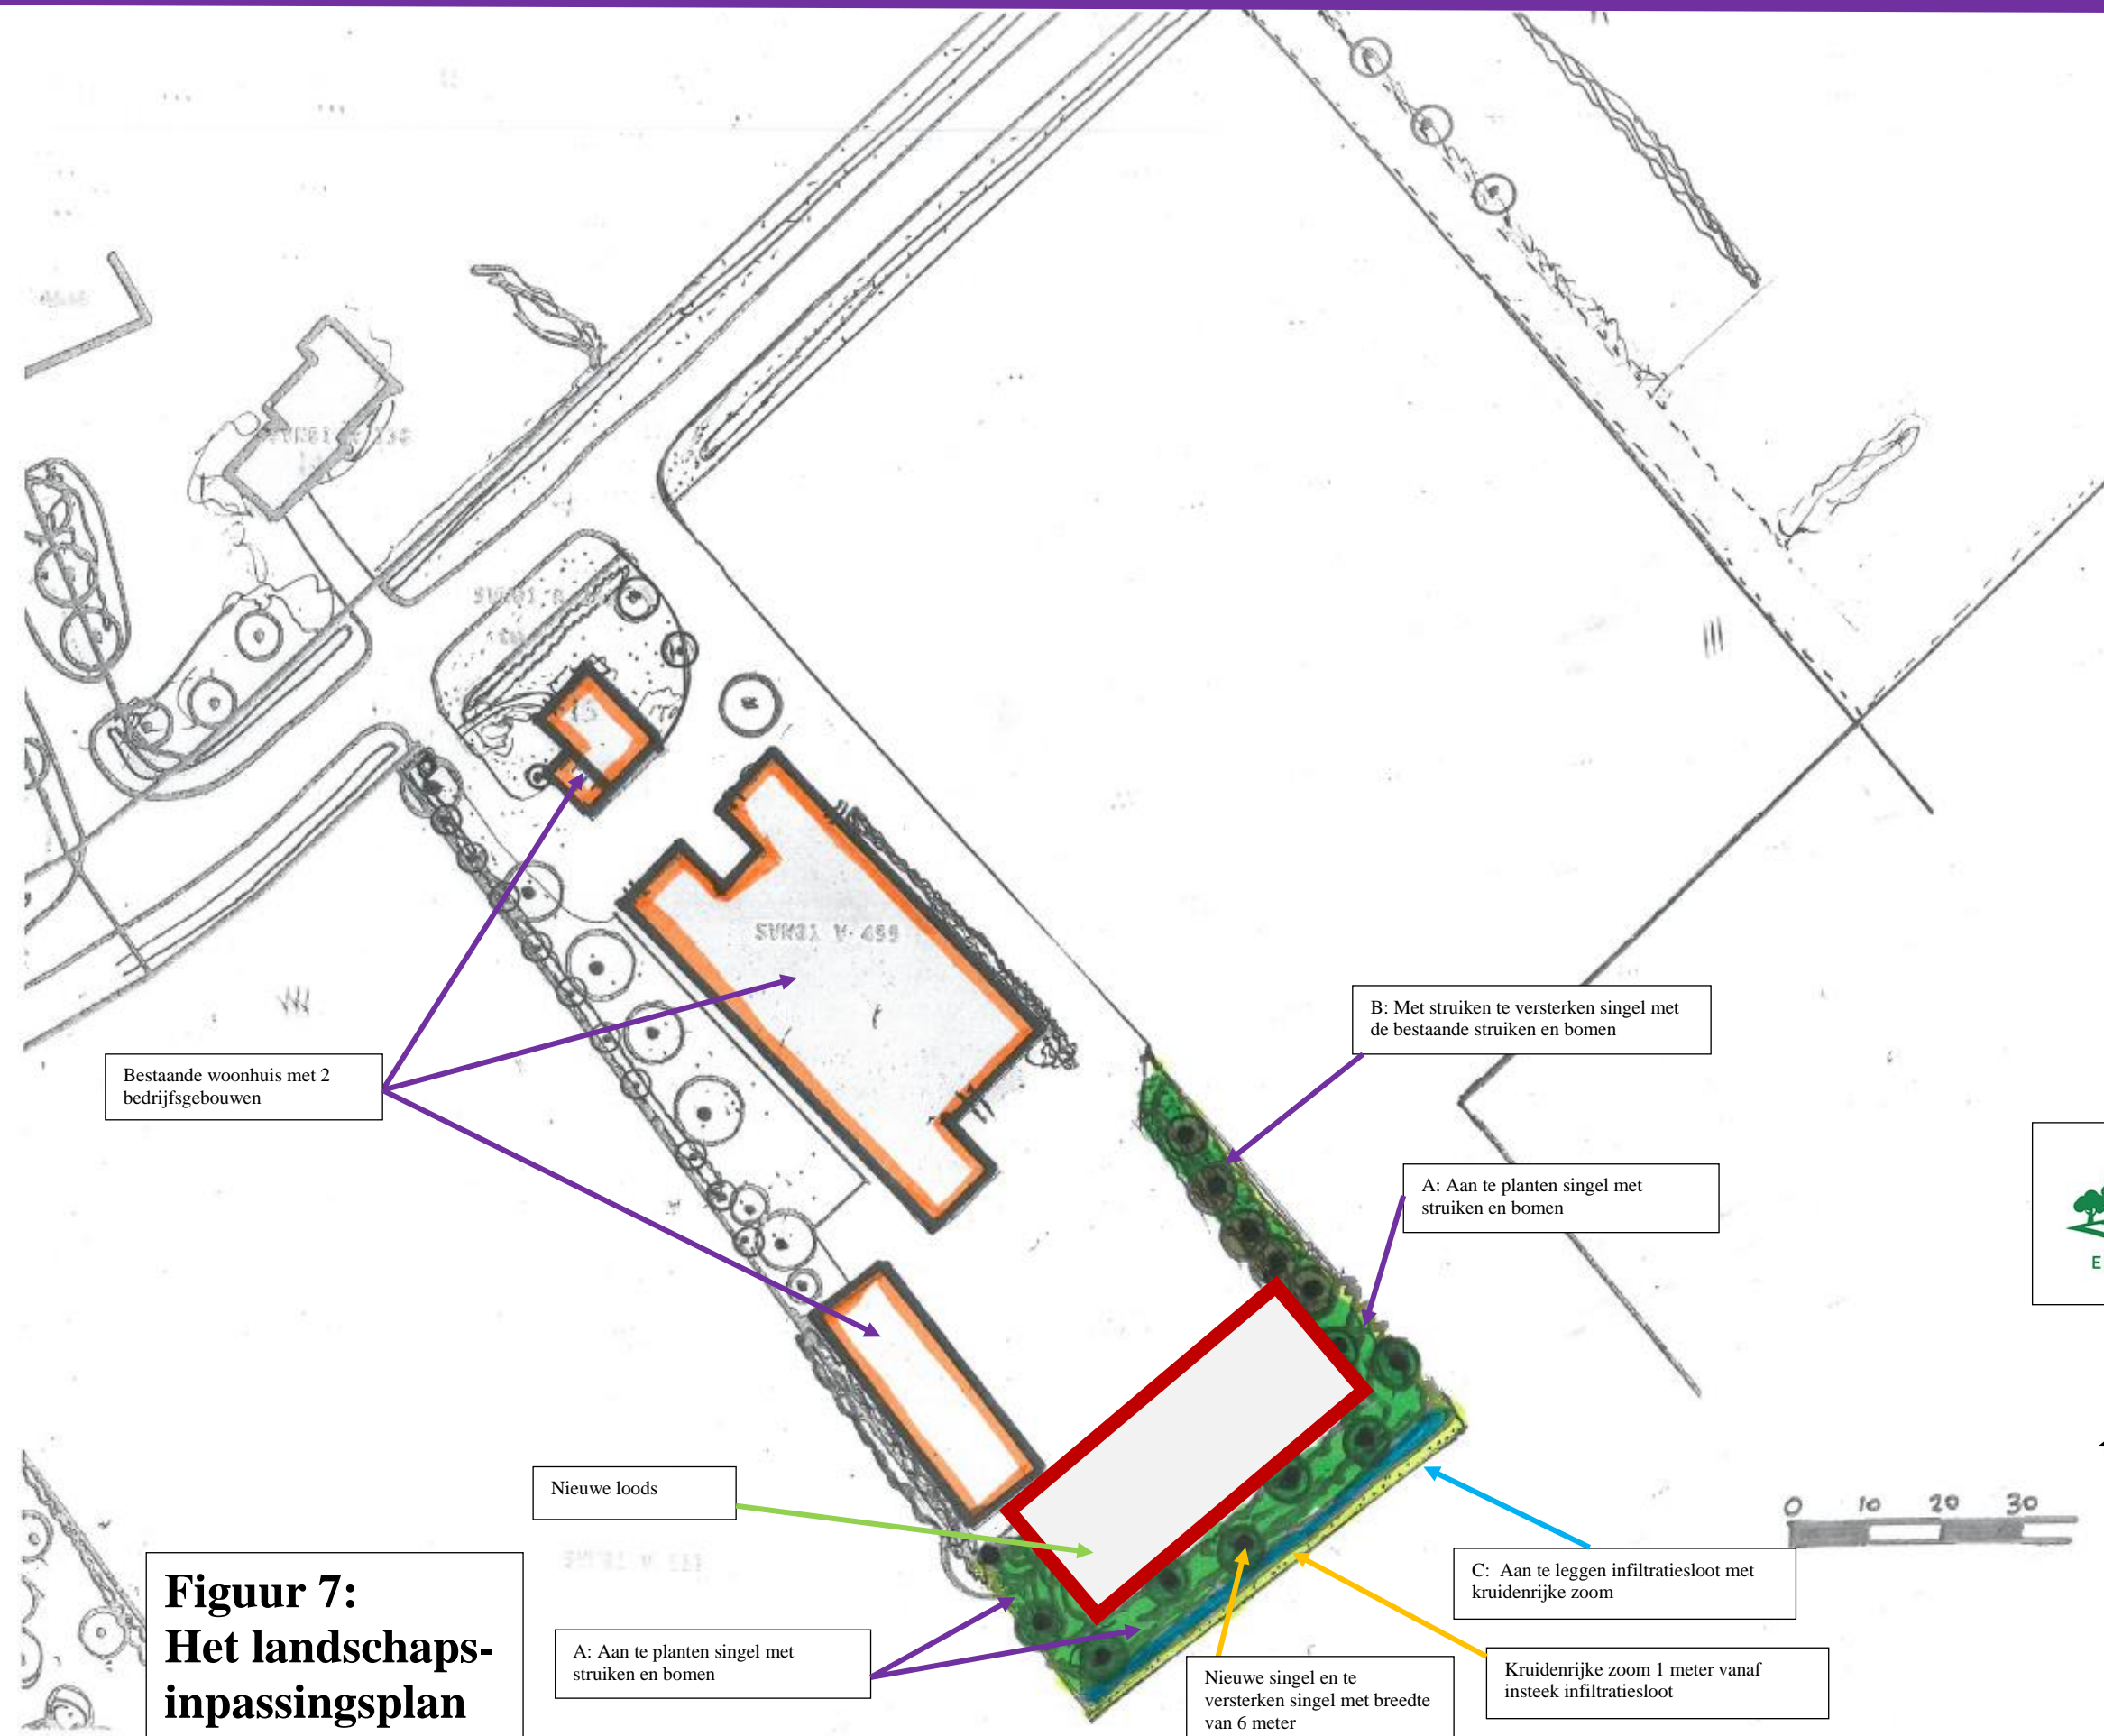 SVN01 V 459
B: Met struiken te versterken singel met
de bestaande struiken en bomen
Bestaande woonhuis met 2
bedrijfsgebouwen
A: Aan te planten singel met
struiken en bomen
E
Nieuwe loods
0 10 20 30
C: Aan te leggen infiltratiesloot met
kruidenrijke zoom
Figuur 7:
Het landschaps-
inpassingsplan
A: Aan te planten singel met
struiken en bomen
Nieuwe singel en te
versterken singel met breedte
van 6 meter
Kruidenrijke zoom 1 meter vanaf
insteek infiltratiesloot